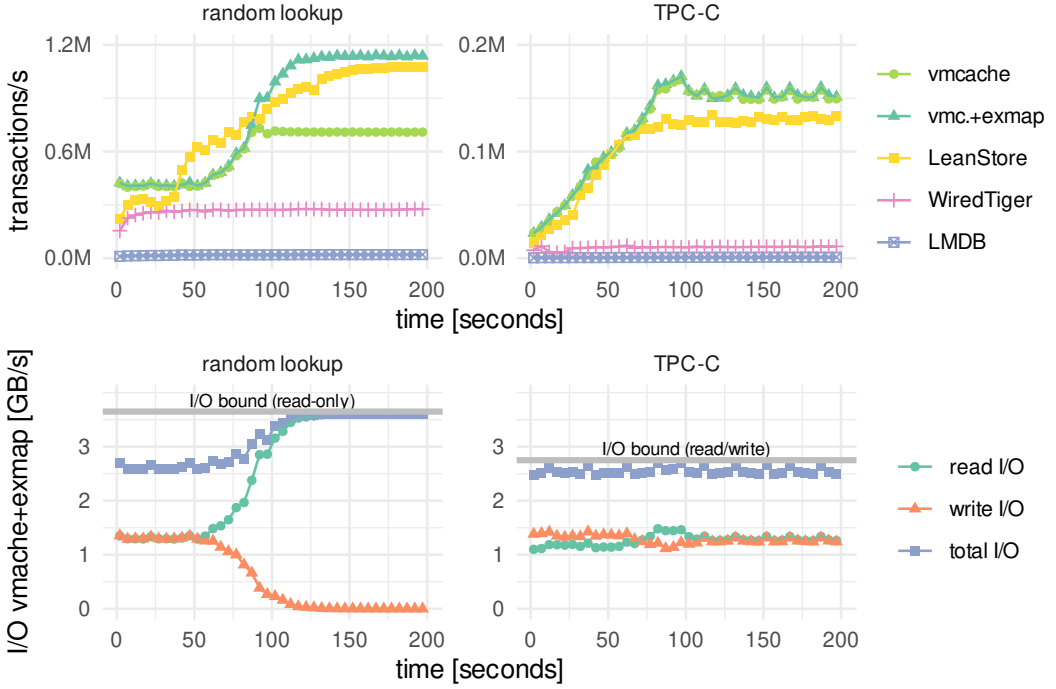 random lookup
TPC-C
transactions/s
1.2M
0.6M
0.0M
0.2M
0.1M
0.0M
0 50 100 150 200
0 50 100 150 200
time [seconds]
vmcache
vmc.+exmap
LeanStore
WiredTiger
LMDB
random lookup
TPC-C
I/O vmache+exmap [GB/s]
I/O bound (read-only)
3
2
1
0
I/O bound (read/write)
3
2
1
0
0 50 100 150 200
0 50 100 150 200
time [seconds]
read I/O
write I/O
total I/O